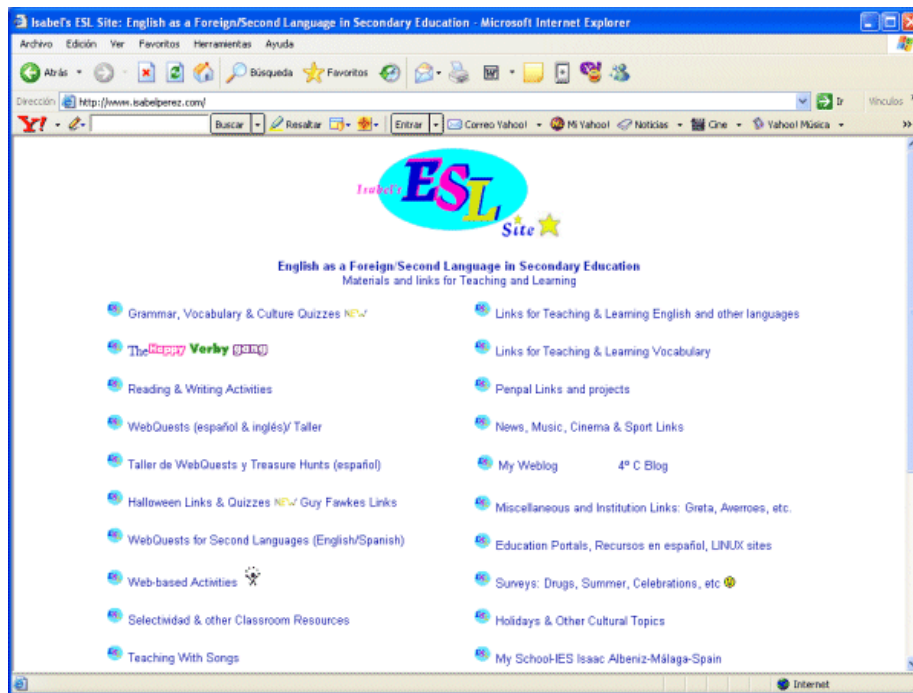 Isabel's ESL Site: English as a Foreign/Second Language in Secondary Education - Microsoft Internet Explorer
Archivo Edición Ver Favoritos Herramientas Ayuda
Atrás Búsqueda Favoritos
Dirección http://www.isabelperez.com/ Ir Vínculos
Y! Buscar Resaltar Entrar Correo Yahoo! Mi Yahoo! Noticias Cine Yahoo! Música
Isabel's ESL Site
English as a Foreign/Second Language in Secondary Education
Materials and links for Teaching and Learning
Grammar, Vocabulary & Culture Quizzes NEW
The Happy Verby gang
Reading & Writing Activities
WebQuests (español & inglés)/ Taller
Taller de WebQuests y Treasure Hunts (español)
Halloween Links & Quizzes NEW Guy Fawkes Links
WebQuests for Second Languages (English/Spanish)
Web-based Activities
Selectividad & other Classroom Resources
Teaching With Songs
Links for Teaching & Learning English and other languages
Links for Teaching & Learning Vocabulary
Penpal Links and projects
News, Music, Cinema & Sport Links
My Weblog 4º C Blog
Miscellaneous and Institution Links: Greta, Averroes, etc.
Education Portals, Recursos en español, LINUX sites
Surveys: Drugs, Summer, Celebrations, etc
Holidays & Other Cultural Topics
My School-IES Isaac Albeniz-Málaga-Spain
Internet